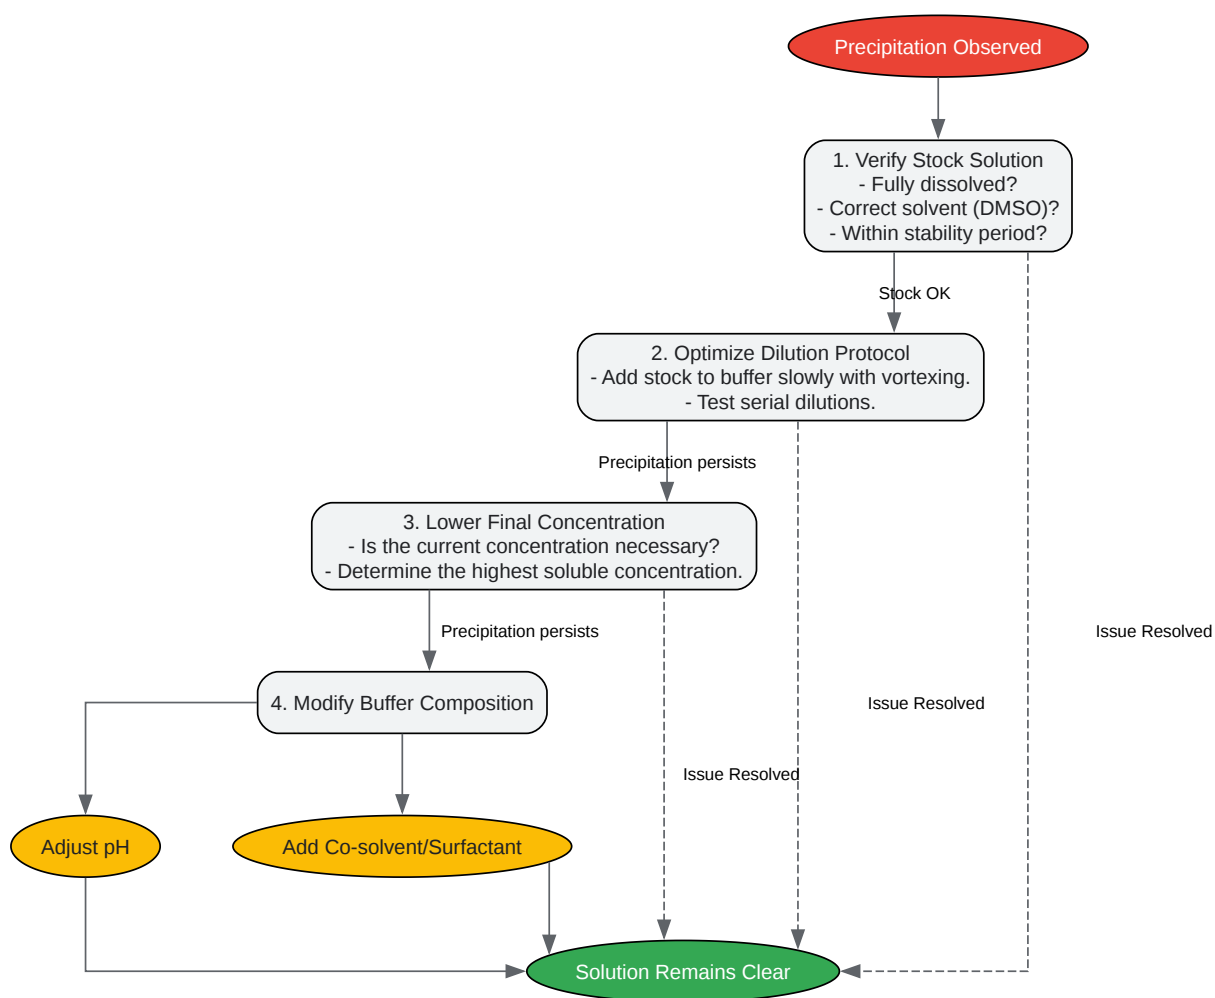 Precipitation Observed
1. Verify Stock Solution
- Fully dissolved?
- Correct solvent (DMSO)?
- Within stability period?
Stock OK
2. Optimize Dilution Protocol
- Add stock to buffer slowly with vortexing.
- Test serial dilutions.
Precipitation persists
3. Lower Final Concentration
- Is the current concentration necessary?
- Determine the highest soluble concentration.
Precipitation persists
Issue Resolved
4. Modify Buffer Composition
Issue Resolved
Issue Resolved
Adjust pH
Add Co-solvent/Surfactant
Solution Remains Clear